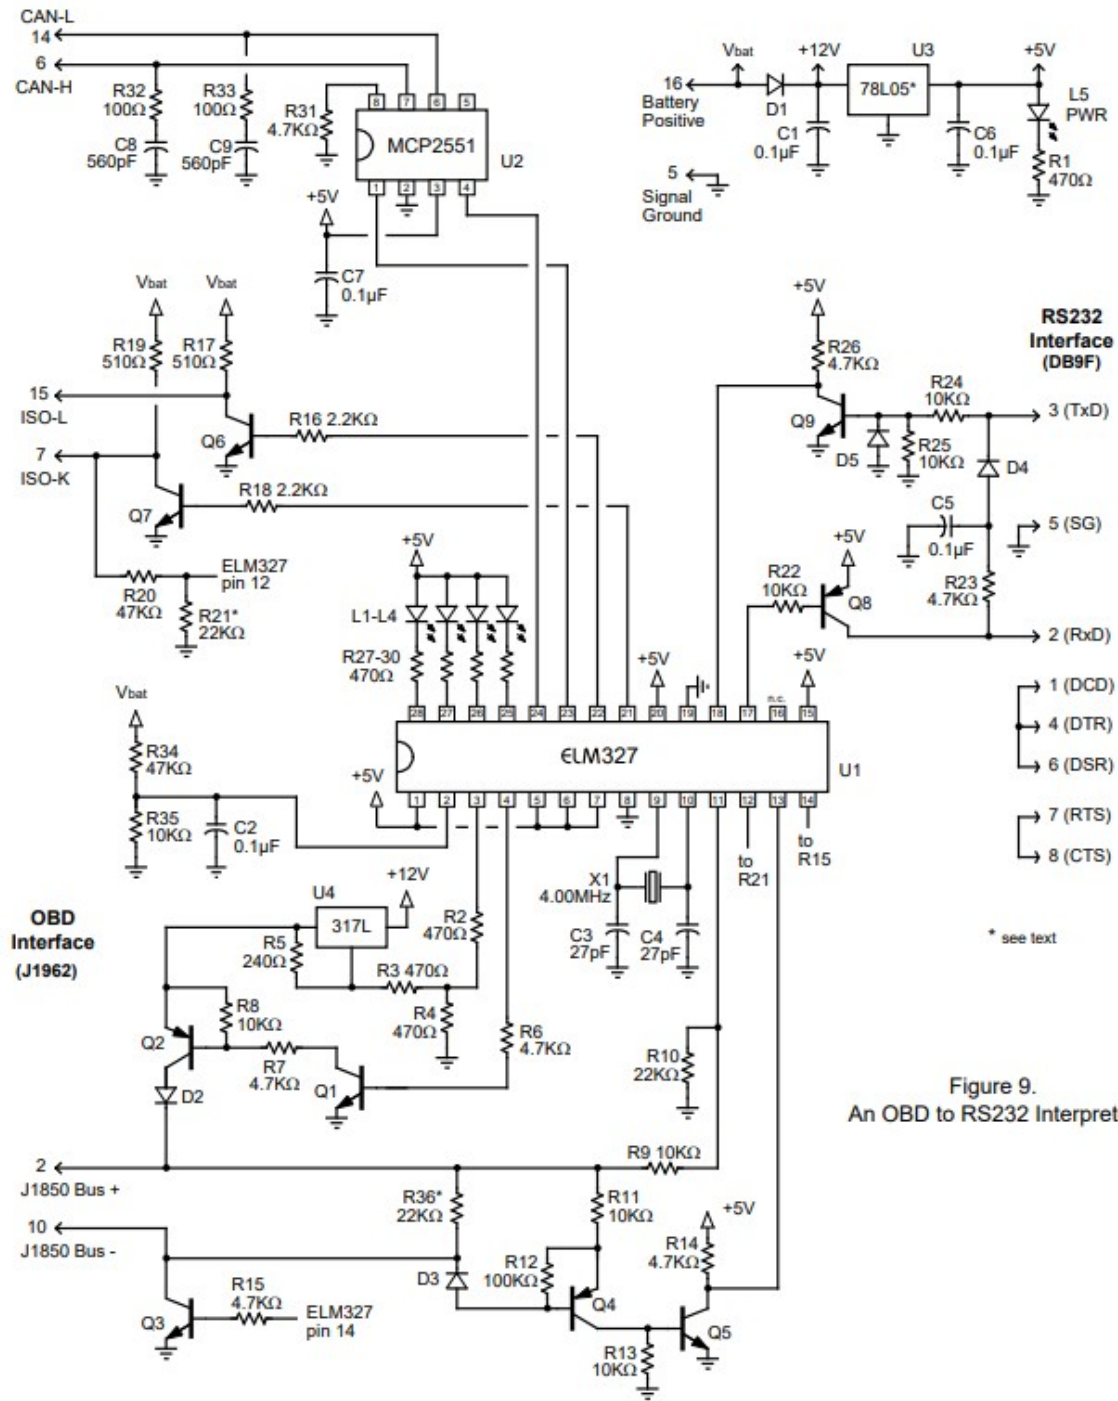 CAN-L
14
6
CAN-H
R32
100Ω
R33
100Ω
C8
560pF
C9
560pF
R31
4.7KΩ
8 7 6 5
MCP2551
U2
1 2 3 4
+5V
C7
0.1µF
Vbat
+12V
U3
+5V
16
Battery
Positive
D1
78L05*
C1
0.1µF
C6
0.1µF
L5
PWR
R1
470Ω
5
Signal
Ground
Vbat
Vbat
R19
510Ω
R17
510Ω
15
ISO-L
7
ISO-K
Q6
R16 2.2KΩ
Q7
R18 2.2KΩ
R20
47KΩ
ELM327
pin 12
R21*
22KΩ
+5V
R26
4.7KΩ
RS232
Interface
(DB9F)
R24
10KΩ
3 (TxD)
Q9
D5
R25
10KΩ
D4
C5
0.1µF
5 (SG)
+5V
R22
10KΩ
Q8
R23
4.7KΩ
2 (RxD)
+5V
L1-L4
R27-30
470Ω
+5V
n.c.
+5V
1 (DCD)
4 (DTR)
6 (DSR)
7 (RTS)
8 (CTS)
28 27 26 25 24 23 22 21 20 19 18 17 16 15
ELM327
U1
1 2 3 4 5 6 7 8 9 10 11 12 13 14
Vbat
R34
47KΩ
+5V
R35
10KΩ
C2
0.1µF
to
R21
to
R15
X1
4.00MHz
C3
27pF
C4
27pF
* see text
OBD
Interface
(J1962)
U4
+12V
317L
R5
240Ω
R2
470Ω
R3 470Ω
R4
470Ω
R8
10KΩ
Q2
R7
4.7KΩ
Q1
R6
4.7KΩ
D2
R10
22KΩ
Figure 9.
An OBD to RS232 Interpret
2
J1850 Bus +
R9 10KΩ
10
J1850 Bus -
R36*
22KΩ
R11
10KΩ
+5V
R12
100KΩ
R14
4.7KΩ
D3
Q4
Q5
R13
10KΩ
Q3
R15
4.7KΩ
ELM327
pin 14